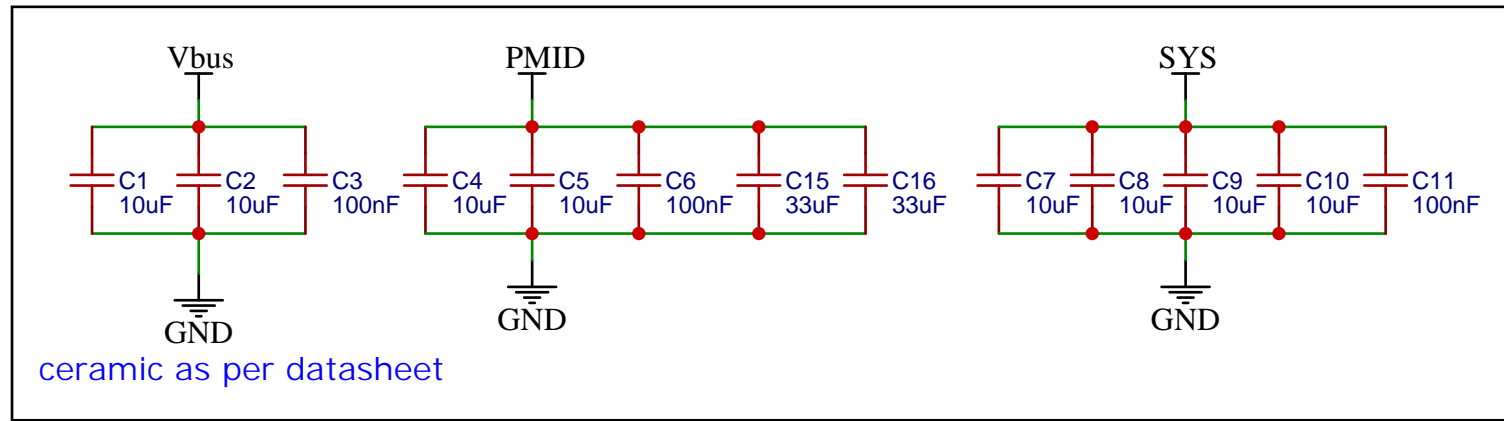 Vbus PMID SYS
C1 C2 C3 C4 C5 C6 C15 C16 C7 C8 C9 C10 C11
10uF 10uF 100nF 10uF 10uF 100nF 33uF 33uF 10uF 10uF 10uF 10uF 100nF
GND GND GND
ceramic as per datasheet